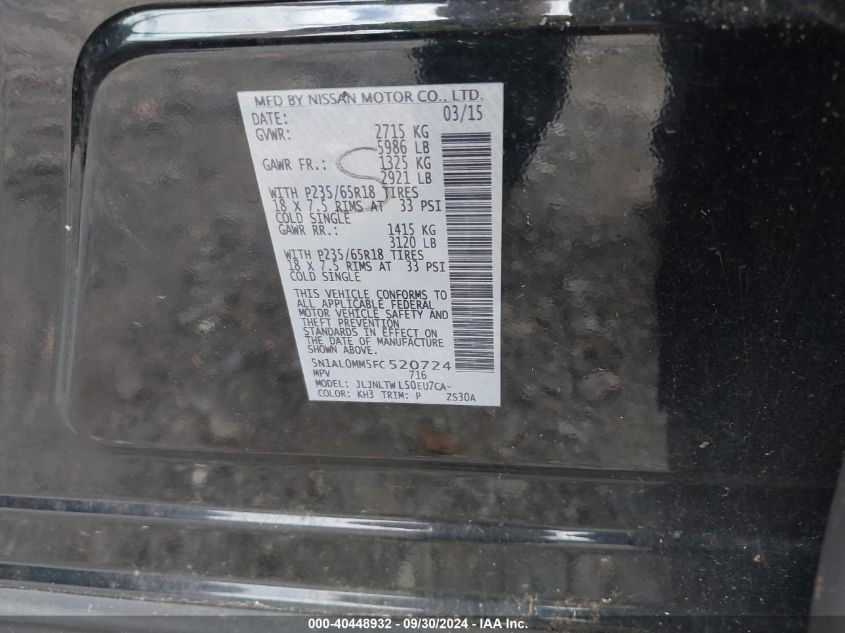 MFD BY NISSAN MOTOR CO., LTD.
DATE: 03/15
GVWR: 2715 KG
5986 LB
GAWR FR.: 1325 KG
2921 LB
WITH P235/65R18 TIRES
18 X 7.5 RIMS AT 33 PSI
COLD SINGLE
GAWR RR.: 1415 KG
3120 LB
WITH P235/65R18 TIRES
18 X 7.5 RIMS AT 33 PSI
COLD SINGLE
THIS VEHICLE CONFORMS TO
ALL APPLICABLE FEDERAL
MOTOR VEHICLE SAFETY AND
THEFT PREVENTION
STANDARDS IN EFFECT ON
THE DATE OF MANUFACTURE
SHOWN ABOVE.
5N1AL0MM5FC520724
MPV 716
MODEL: JLJNLTWL50EU7CA-
COLOR: KH3 TRIM: P ZS30A
000-40448932 - 09/30/2024 - IAA Inc.